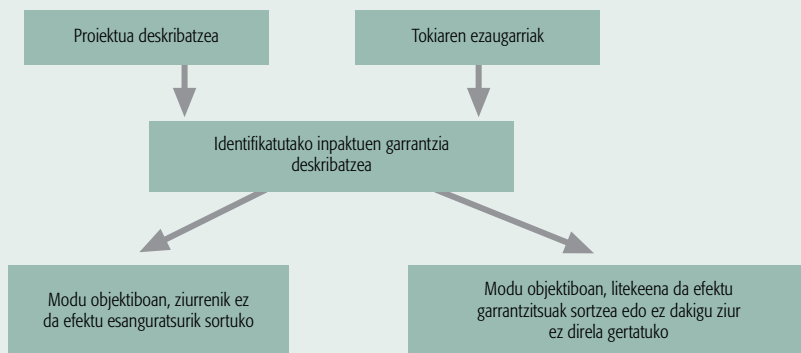 Proiektua deskribatzea
Tokiaren ezaugarriak
Identifikatutako inpaktuen garrantzia
deskribatzea
Modu objektiboan, ziurrenik ez
da efektu esanguratsurik sortuko
Modu objektiboan, litekeena da efektu
garrantzitsuak sortzea edo ez dakigu ziur
ez direla gertatuko